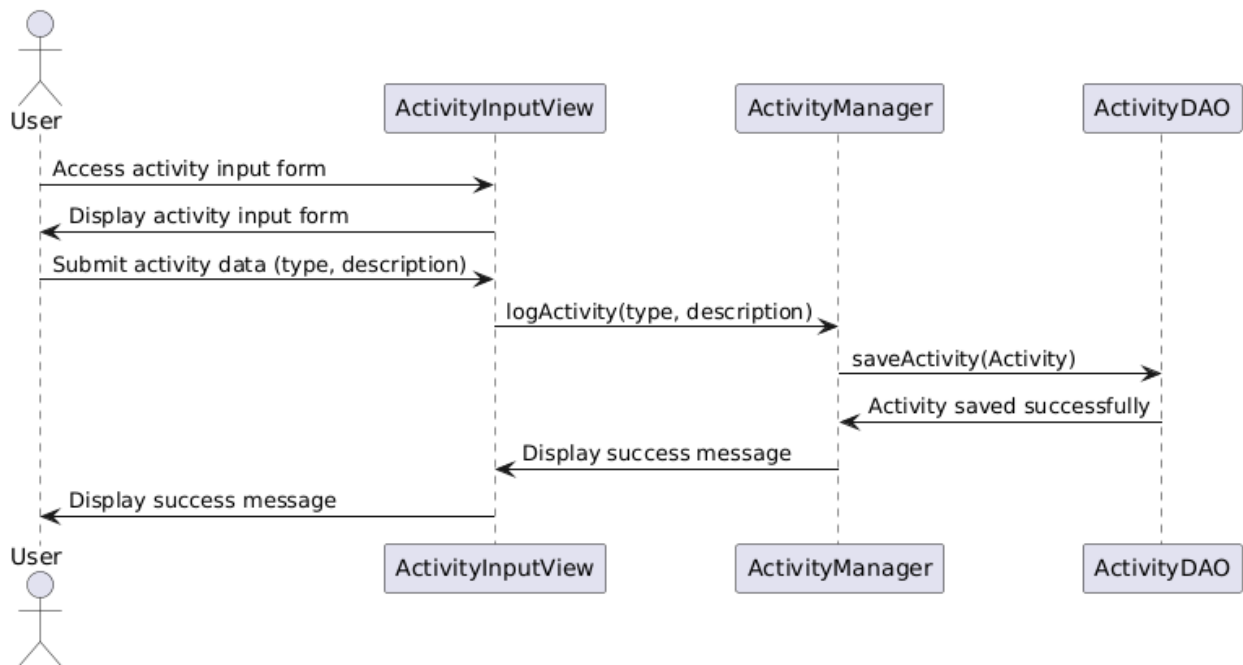 User
ActivityInputView
ActivityManager
ActivityDAO
Access activity input form
Display activity input form
Submit activity data (type, description)
logActivity(type, description)
saveActivity(Activity)
Activity saved successfully
Display success message
Display success message
User
ActivityInputView
ActivityManager
ActivityDAO